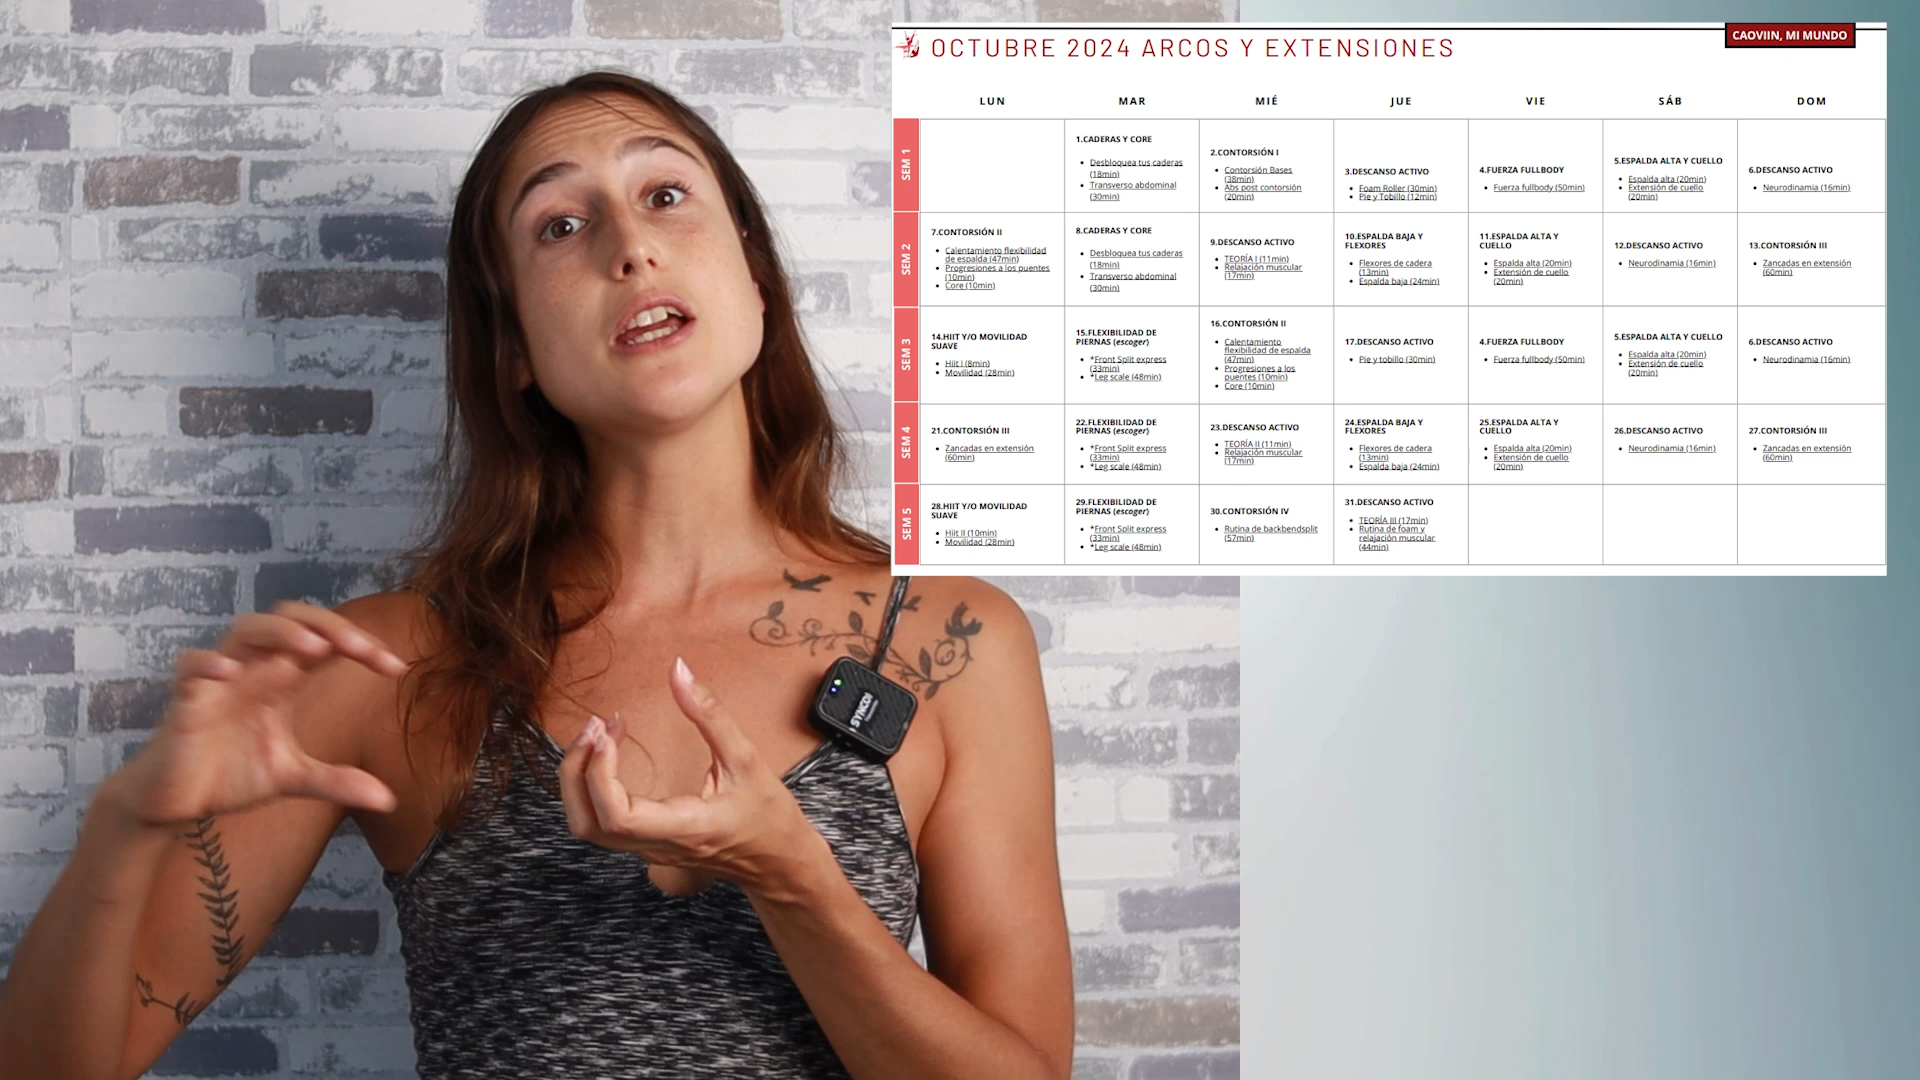 CAOVIIN, MI MUNDO
OCTUBRE 2024 ARCOS Y EXTENSIONES
LUN
MAR
MIÉ
JUE
VIE
SÁB
DOM
SEM 1
1.CADERAS Y CORE
Desbloquea tus caderas
(18min)
Transverso abdominal
(30min)
2.CONTORSIÓN I
Contorsión Bases
(38min)
Abs post contorsión
(20min)
3.DESCANSO ACTIVO
Foam Roller (30min)
Pie y Tobillo (12min)
4.FUERZA FULLBODY
Fuerza fullbody (50min)
5.ESPALDA ALTA Y CUELLO
Espalda alta (20min)
Extensión de cuello
(20min)
6.DESCANSO ACTIVO
Neurodinamia (16min)
SEM 2
7.CONTORSIÓN II
Calentamiento flexibilidad
de espalda (47min)
Progresiones a los puentes
(10min)
Core (10min)
8.CADERAS Y CORE
Desbloquea tus caderas
(18min)
Transverso abdominal
(30min)
9.DESCANSO ACTIVO
TEORÍA I (11min)
Relajación muscular
(17min)
10.ESPALDA BAJA Y
FLEXORES
Flexores de cadera
(13min)
Espalda baja (24min)
11.ESPALDA ALTA Y
CUELLO
Espalda alta (20min)
Extensión de cuello
(20min)
12.DESCANSO ACTIVO
Neurodinamia (16min)
13.CONTORSIÓN III
Zancadas en extensión
(60min)
SEM 3
14.HIIT Y/O MOVILIDAD
SUAVE
Hiit I (8min)
Movilidad (28min)
15.FLEXIBILIDAD DE
PIERNAS (escoger)
*Front Split express
(33min)
*Leg scale (48min)
16.CONTORSIÓN II
Calentamiento
flexibilidad de espalda
(47min)
Progresiones a los
puentes (10min)
Core (10min)
17.DESCANSO ACTIVO
Pie y tobillo (30min)
4.FUERZA FULLBODY
Fuerza fullbody (50min)
5.ESPALDA ALTA Y CUELLO
Espalda alta (20min)
Extensión de cuello
(20min)
6.DESCANSO ACTIVO
Neurodinamia (16min)
SEM 4
21.CONTORSIÓN III
Zancadas en extensión
(60min)
22.FLEXIBILIDAD DE
PIERNAS (escoger)
*Front Split express
(33min)
*Leg scale (48min)
23.DESCANSO ACTIVO
TEORÍA II (11min)
Relajación muscular
(17min)
24.ESPALDA BAJA Y
FLEXORES
Flexores de cadera
(13min)
Espalda baja (24min)
25.ESPALDA ALTA Y
CUELLO
Espalda alta (20min)
Extensión de cuello
(20min)
26.DESCANSO ACTIVO
Neurodinamia (16min)
27.CONTORSIÓN III
Zancadas en extensión
(60min)
SEM 5
28.HIIT Y/O MOVILIDAD
SUAVE
Hiit II (10min)
Movilidad (28min)
29.FLEXIBILIDAD DE
PIERNAS (escoger)
*Front Split express
(33min)
*Leg scale (48min)
30.CONTORSIÓN IV
Rutina de backbendsplit
(57min)
31.DESCANSO ACTIVO
TEORÍA III (17min)
Rutina de foam y
relajación muscular
(44min)
SYNCO